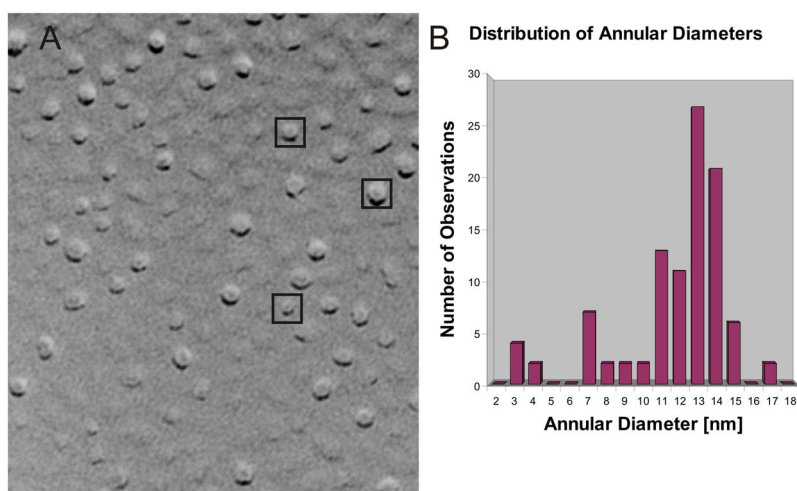 A
B Distribution of Annular Diameters
30
25
20
15
10
5
0
Number of Observations
2 3 4 5 6 7 8 9 10 11 12 13 14 15 16 17 18
Annular Diameter [nm]